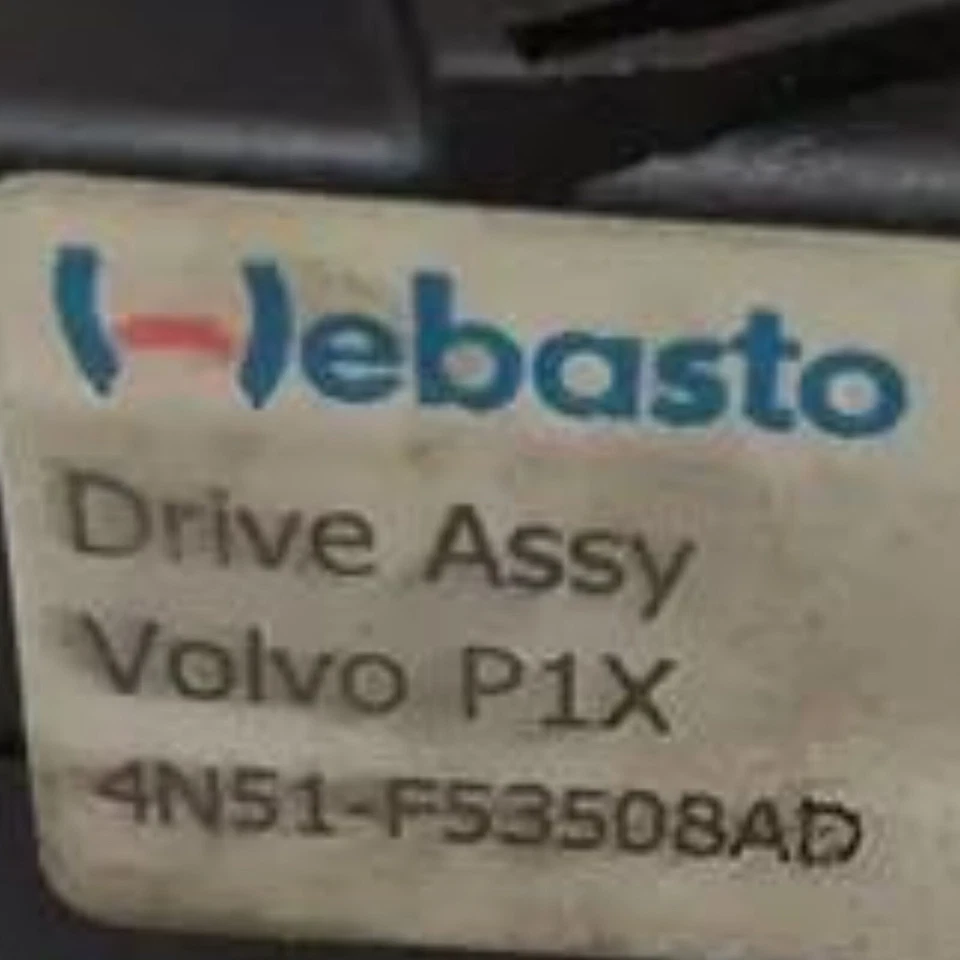 Webasto
Drive Assy
Volvo P1X
4N51-F53508AD